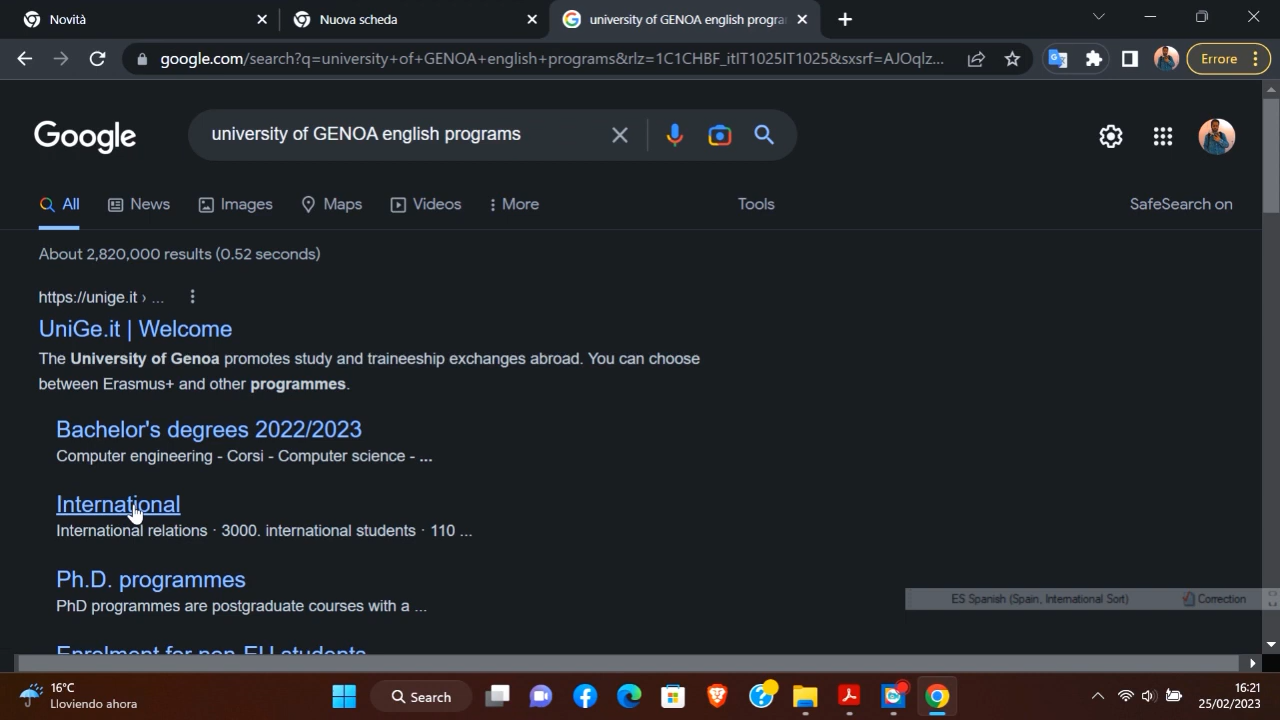 Novità
Nuova scheda
university of GENOA english progra
google.com/search?q=university+of+GENOA+english+programs&rlz=1C1CHBF_itIT1025IT1025&sxsrf=AJOqlz...
Errore
Google
university of GENOA english programs
All
News
Images
Maps
Videos
More
Tools
SafeSearch on
About 2,820,000 results (0.52 seconds)
https://unige.it › ...
UniGe.it | Welcome
The University of Genoa promotes study and traineeship exchanges abroad. You can choose
between Erasmus+ and other programmes.
Bachelor's degrees 2022/2023
Computer engineering - Corsi - Computer science - ...
International
International relations · 3000. international students · 110 ...
Ph.D. programmes
PhD programmes are postgraduate courses with a ...
ES Spanish (Spain, International Sort)
Correction
Enrolment for non-EU students
16°C
Lloviendo ahora
Search
16:21
25/02/2023